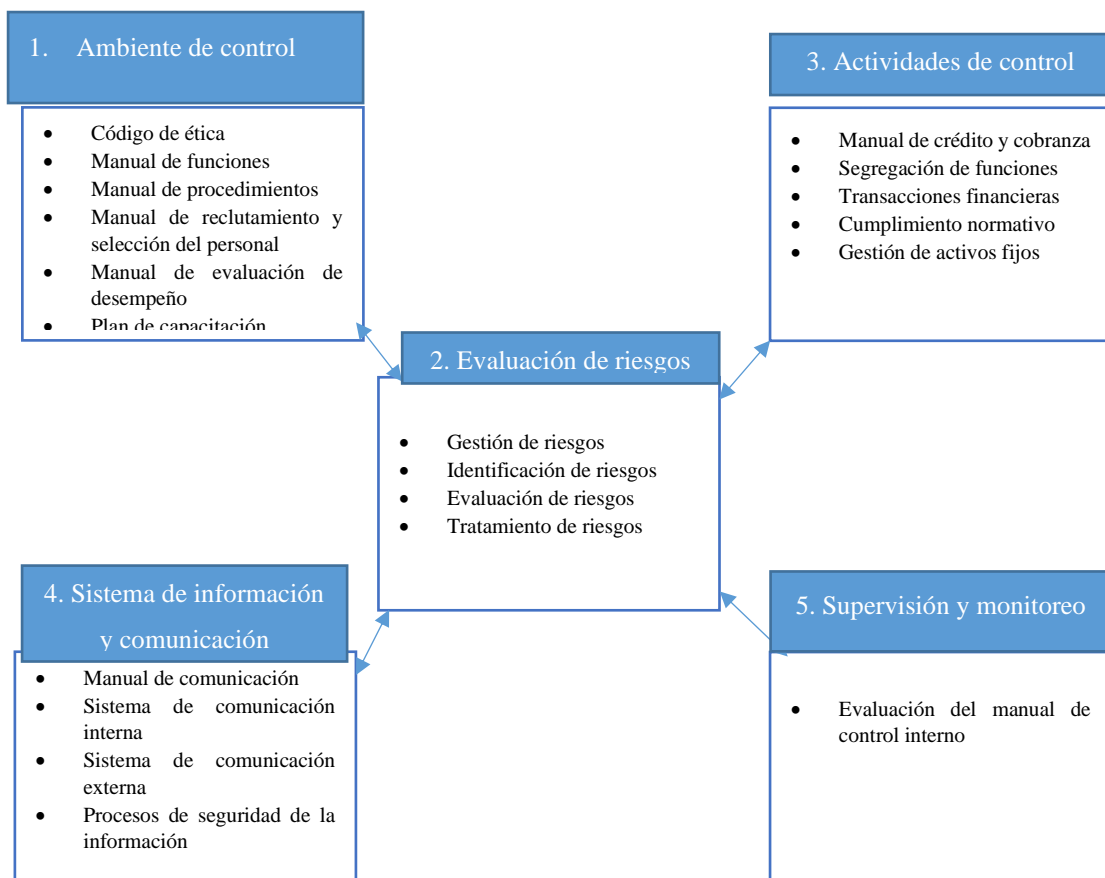 1. Ambiente de control
• Código de ética
• Manual de funciones
• Manual de procedimientos
• Manual de reclutamiento y
selección del personal
• Manual de evaluación de
desempeño
• Plan de capacitación
3. Actividades de control
• Manual de crédito y cobranza
• Segregación de funciones
• Transacciones financieras
• Cumplimiento normativo
• Gestión de activos fijos
2. Evaluación de riesgos
• Gestión de riesgos
• Identificación de riesgos
• Evaluación de riesgos
• Tratamiento de riesgos
4. Sistema de información
y comunicación
• Manual de comunicación
• Sistema de comunicación
interna
• Sistema de comunicación
externa
• Procesos de seguridad de la
información
5. Supervisión y monitoreo
• Evaluación del manual de
control interno